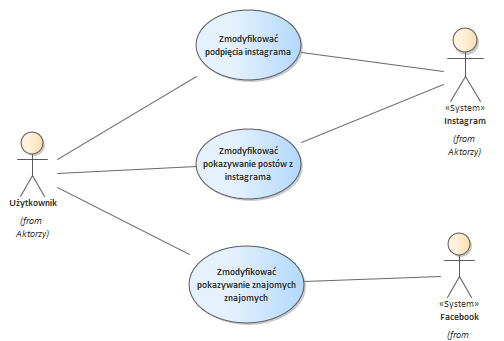 Zmodyfikować
podpięcia instagrama
«System»
Instagram
(from
Aktorzy)
Zmodyfikować
pokazywanie postów z
instagrama
Użytkownik
(from
Aktorzy)
Zmodyfikować
pokazywanie znajomych
znajomych
«System»
Facebook
(from